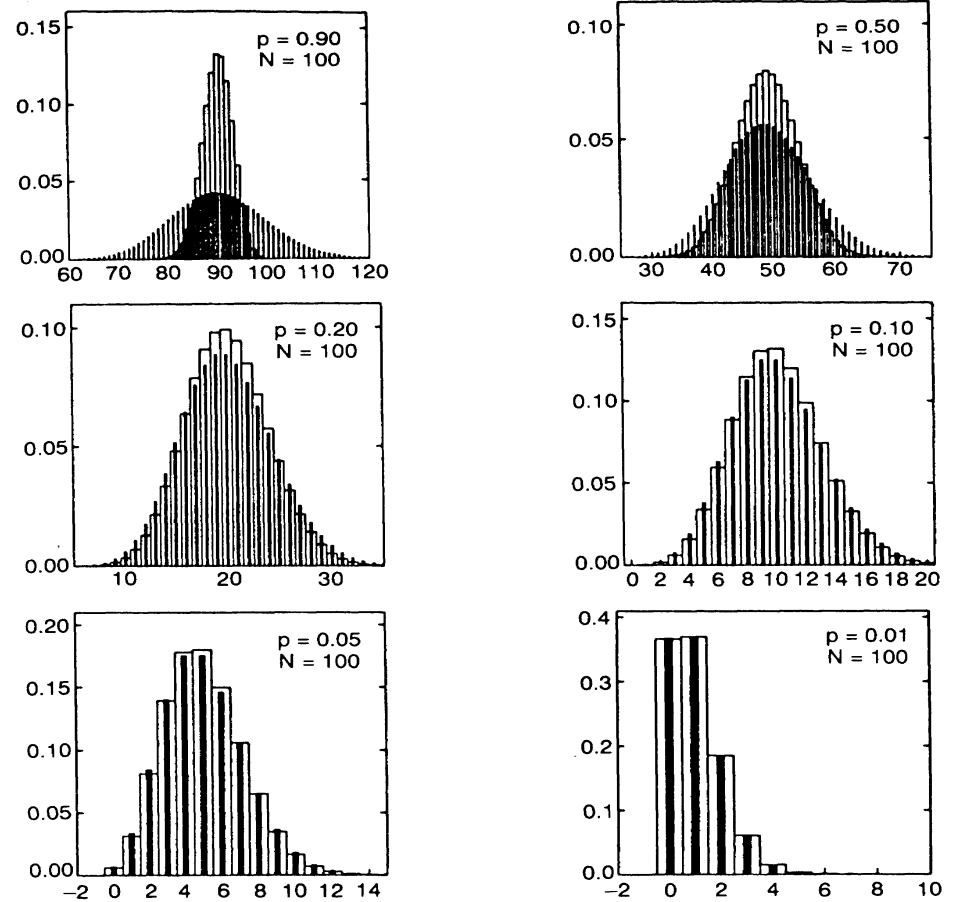 0.15
0.10
0.05
0.00
60 70 80 90 100 110 120
p = 0.90
N = 100
0.10
0.05
0.00
30 40 50 60 70
p = 0.50
N = 100
0.10
0.05
0.00
10 20 30
p = 0.20
N = 100
0.15
0.10
0.05
0.00
0 2 4 6 8 10 12 14 16 18 20
p = 0.10
N = 100
0.20
0.15
0.10
0.05
0.00
−2 0 2 4 6 8 10 12 14
p = 0.05
N = 100
0.4
0.3
0.2
0.1
0.0
−2 0 2 4 6 8 10
p = 0.01
N = 100